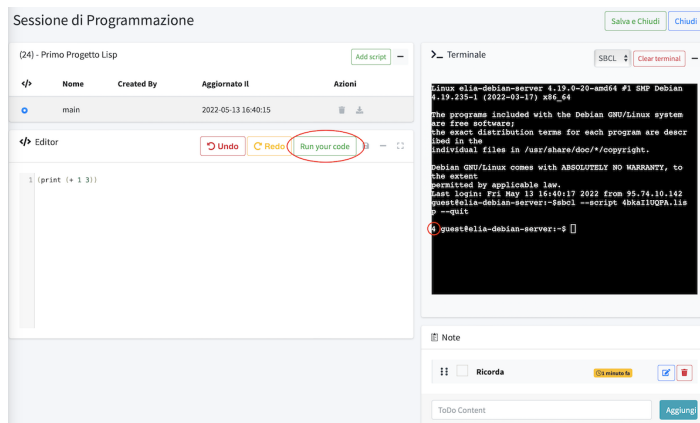 Sessione di Programmazione
Salva e Chiudi
Chiudi
(24) - Primo Progetto Lisp
Add script
</> Nome Created By Aggiornato Il Azioni
main 2022-05-13 16:40:15
</> Editor
Undo
Redo
Run your code
1 (print (+ 1 3))
>_ Terminale
SBCL
Clear terminal
Linux elia-debian-server 4.19.0-20-amd64 #1 SMP Debian
4.19.235-1 (2022-03-17) x86_64
The programs included with the Debian GNU/Linux system
are free software;
the exact distribution terms for each program are descr
ibed in the
individual files in /usr/share/doc/*/copyright.
Debian GNU/Linux comes with ABSOLUTELY NO WARRANTY, to
the extent
permitted by applicable law.
Last login: Fri May 13 16:40:17 2022 from 95.74.10.142
guest@elia-debian-server:~$sbcl --script 4bkaI1UQPA.lis
p --quit
4 guest@elia-debian-server:~$
Note
Ricorda
1 minuto fa
ToDo Content
Aggiungi